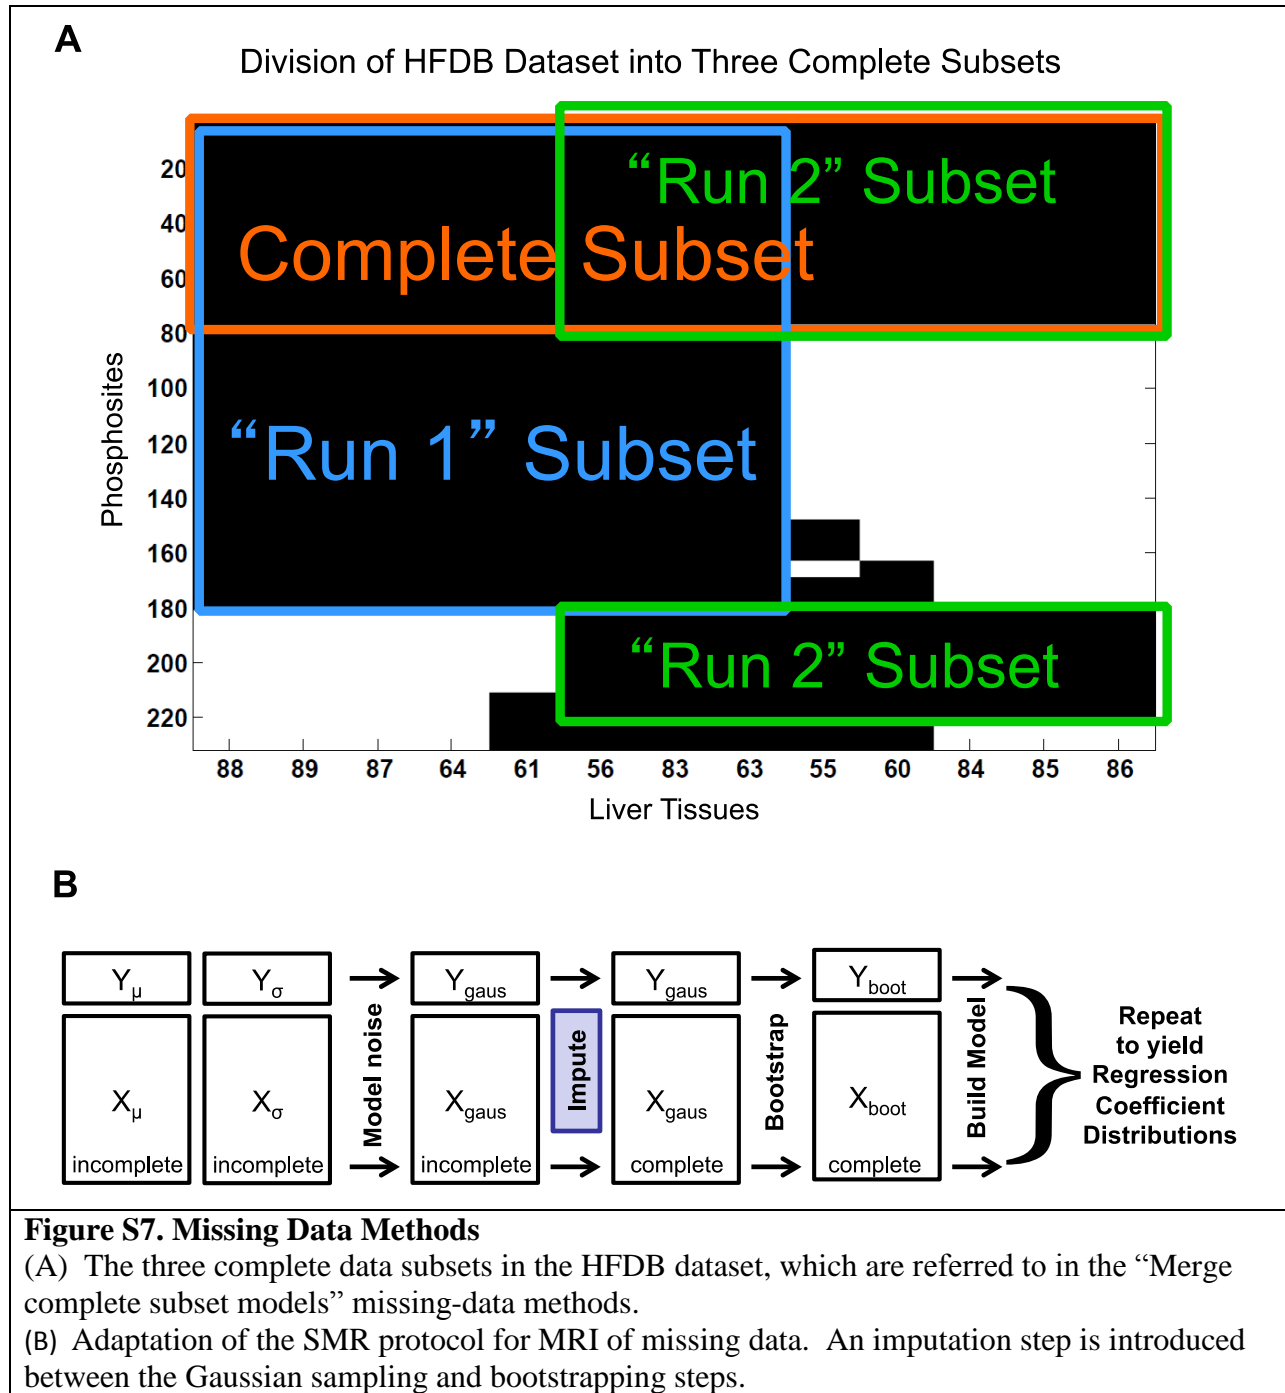 A
Division of HFDB Dataset into Three Complete Subsets
“Run 2” Subset
Complete Subset
“Run 1” Subset
“Run 2” Subset
Phosphosites
20
40
60
80
100
120
140
160
180
200
220
88 89 87 64 61 56 83 63 55 60 84 85 86
Liver Tissues
B
Yμ Yσ Ygaus Ygaus Yboot
Xμ Xσ Xgaus Xgaus Xboot
incomplete incomplete incomplete complete complete
Model noise
Impute
Bootstrap
Build Model
Repeat
to yield
Regression
Coefficient
Distributions
Figure S7. Missing Data Methods
(A) The three complete data subsets in the HFDB dataset, which are referred to in the “Merge
complete subset models” missing-data methods.
(B) Adaptation of the SMR protocol for MRI of missing data. An imputation step is introduced
between the Gaussian sampling and bootstrapping steps.